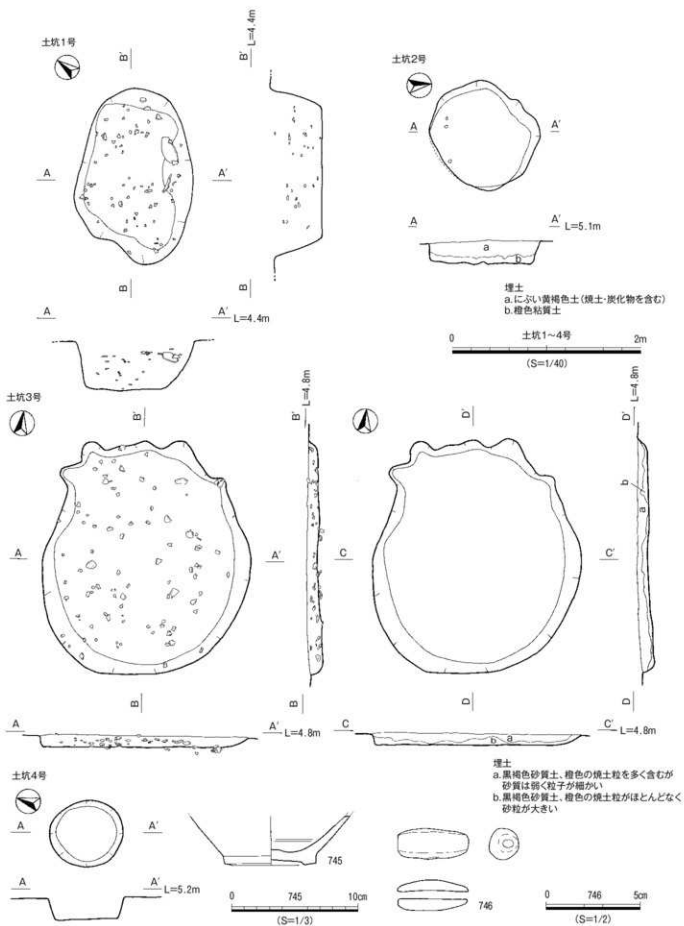 土坑1号
B'
B' L=4.4m
A
A'
B
B
A
A' L=4.4m
土坑2号
A
A'
A
A' L=5.1m
a
b
埋土
a.にぶい黄褐色土(焼土・炭化物を含む)
b.橙色粘質土
土坑1〜4号
0 2m
(S=1/40)
土坑3号
B'
B' L=4.8m
A
A'
B
B
A
A' L=4.8m
D'
D' L=4.8m
b
a
C
C'
D
D
C
C' L=4.8m
b a
埋土
a.黒褐色砂質土、橙色の焼土粒を多く含むが
砂質は弱く粒子が細かい
b.黒褐色砂質土、橙色の焼土粒がほとんどなく
砂粒が大きい
土坑4号
A
A'
A
A' L=5.2m
745
0 745 10cm
(S=1/3)
746
0 746 5cm
(S=1/2)